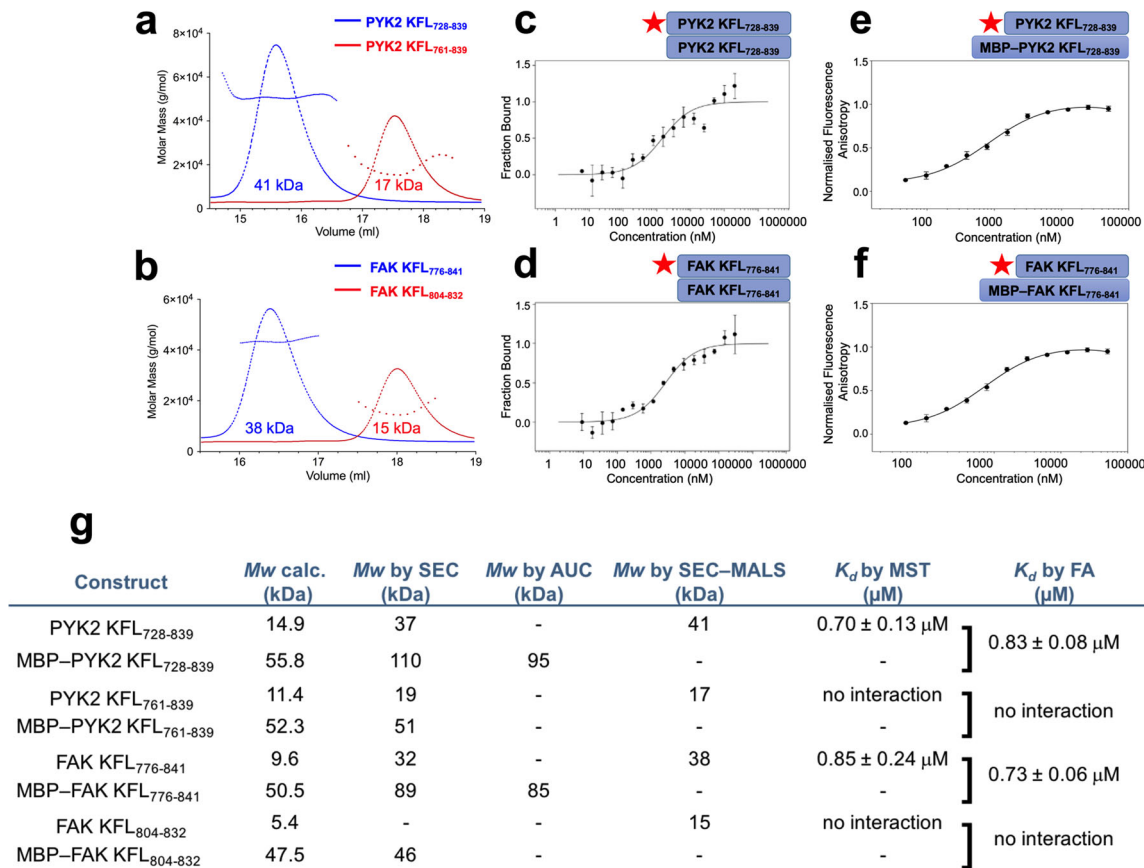 a
PYK2 KFL728-839
PYK2 KFL761-839
Molar Mass (g/mol)
8×10⁴
6×10⁴
4×10⁴
2×10⁴
0
41 kDa
17 kDa
15 16 17 18 19
Volume (ml)
b
FAK KFL776-841
FAK KFL804-832
Molar Mass (g/mol)
6×10⁴
4×10⁴
2×10⁴
0
38 kDa
15 kDa
16 17 18 19
Volume (ml)
c
PYK2 KFL728-839
PYK2 KFL728-839
Fraction Bound
1.5
1.0
0.5
0.0
1 10 100 1000 10000 100000 1000000
Concentration (nM)
d
FAK KFL776-841
FAK KFL776-841
Fraction Bound
1.5
1.0
0.5
0.0
1 10 100 1000 10000 100000 1000000
Concentration (nM)
e
PYK2 KFL728-839
MBP–PYK2 KFL728-839
Normalised Fluorescence
Anisotropy
1.5
1.0
0.5
0.0
100 1000 10000 100000
Concentration (nM)
f
FAK KFL776-841
MBP–FAK KFL776-841
Normalised Fluorescence
Anisotropy
1.5
1.0
0.5
0.0
100 1000 10000 100000
Concentration (nM)
g
Construct Mw calc. (kDa) Mw by SEC (kDa) Mw by AUC (kDa) Mw by SEC–MALS (kDa) Kd by MST (µM) Kd by FA (µM)
PYK2 KFL728-839 14.9 37 - 41 0.70 ± 0.13 µM
0.83 ± 0.08 µM
MBP–PYK2 KFL728-839 55.8 110 95 - -
PYK2 KFL761-839 11.4 19 - 17 no interaction
no interaction
MBP–PYK2 KFL761-839 52.3 51 - - -
FAK KFL776-841 9.6 32 - 38 0.85 ± 0.24 µM
0.73 ± 0.06 µM
MBP–FAK KFL776-841 50.5 89 85 - -
FAK KFL804-832 5.4 - - 15 no interaction
no interaction
MBP–FAK KFL804-832 47.5 46 - - -